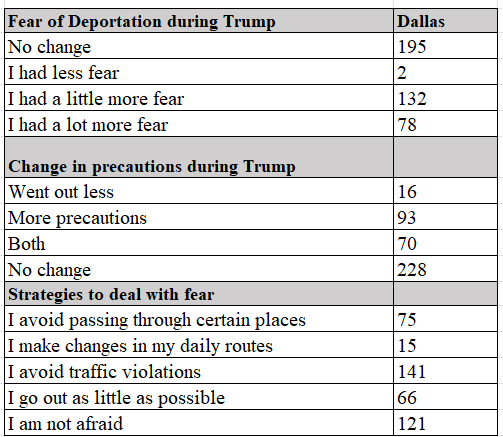 Fear of Deportation during Trump Dallas
No change 195
I had less fear 2
I had a little more fear 132
I had a lot more fear 78
Change in precautions during Trump
Went out less 16
More precautions 93
Both 70
No change 228
Strategies to deal with fear
I avoid passing through certain places 75
I make changes in my daily routes 15
I avoid traffic violations 141
I go out as little as possible 66
I am not afraid 121